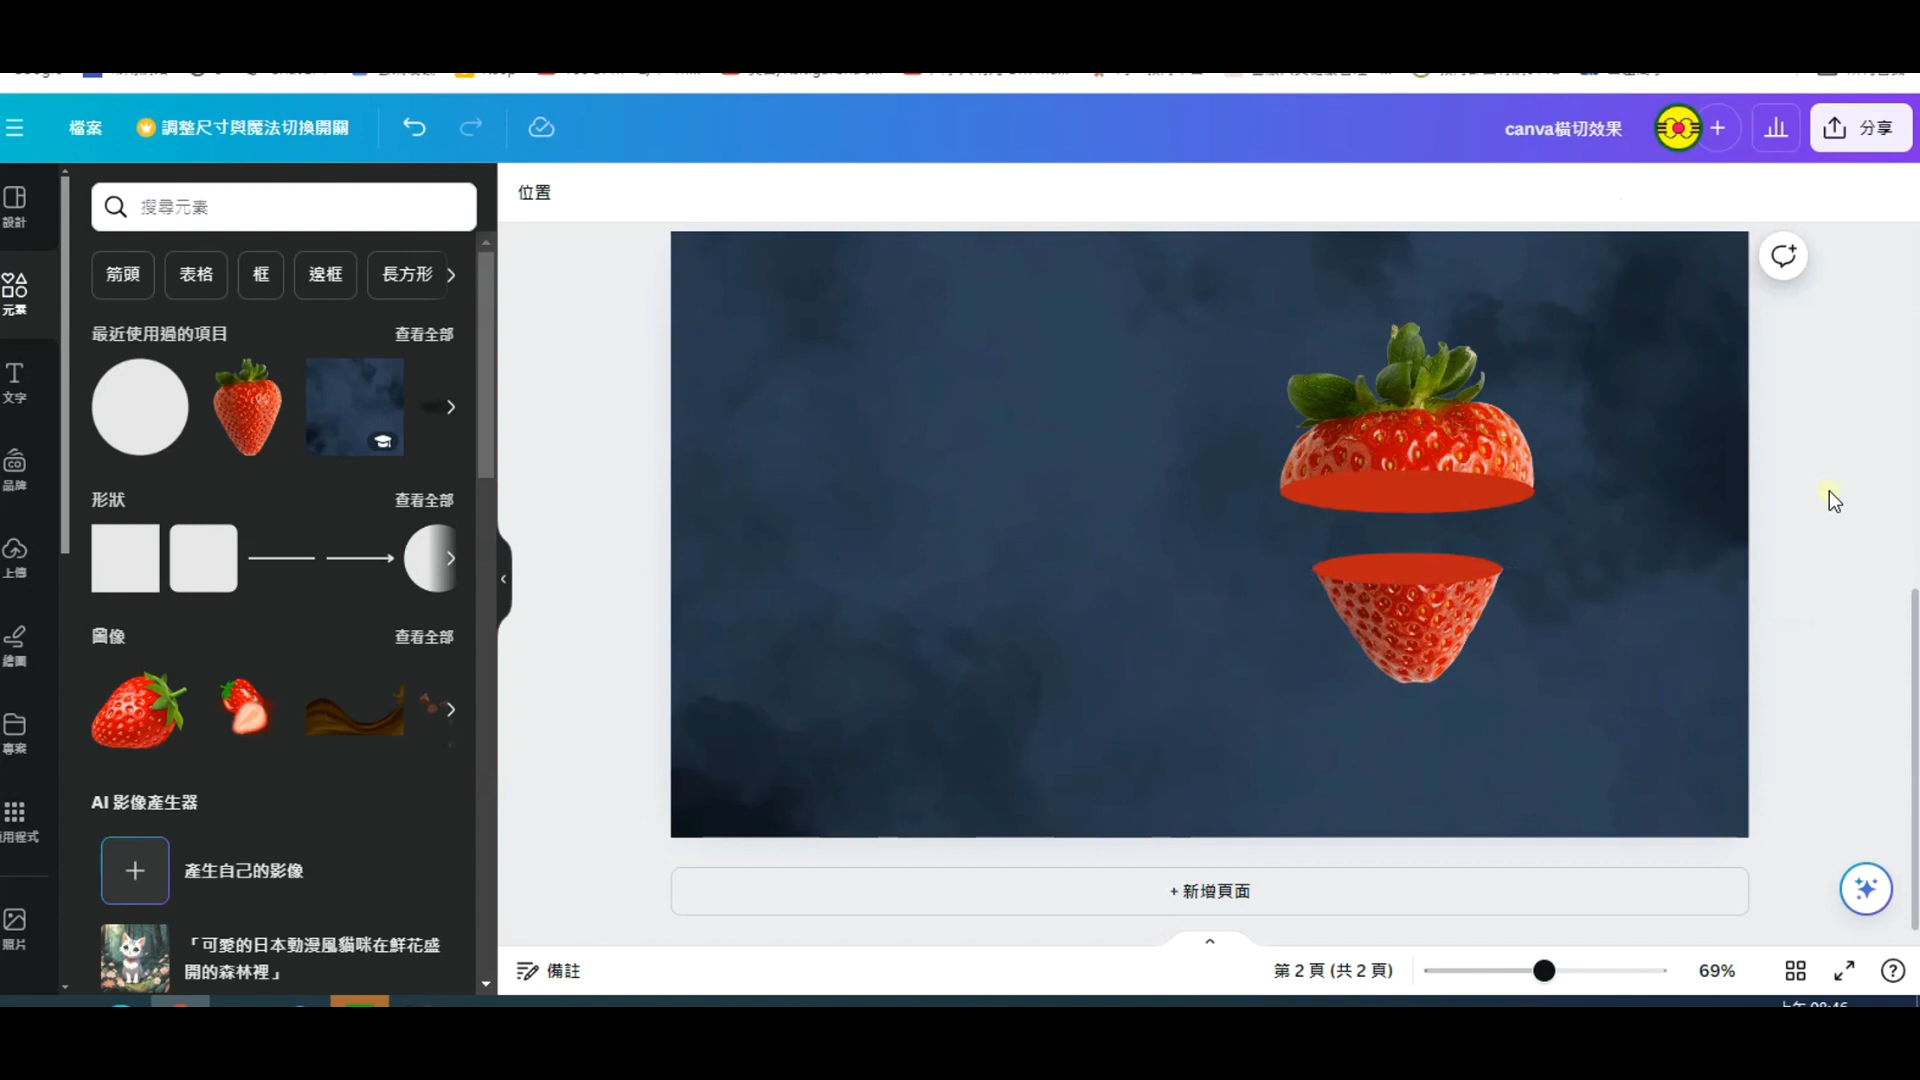 檔案
調整尺寸與魔法切換開關
canva橫切效果
分享
設計
元素
文字
品牌
上傳
繪圖
專案
應用程式
照片
搜尋元素
箭頭
表格
框
邊框
長方形
最近使用過的項目
查看全部
形狀
查看全部
圖像
查看全部
AI 影像產生器
產生自己的影像
「可愛的日本動漫風貓咪在鮮花盛
開的森林裡」
位置
+ 新增頁面
備註
第 2 頁 (共 2 頁)
69%